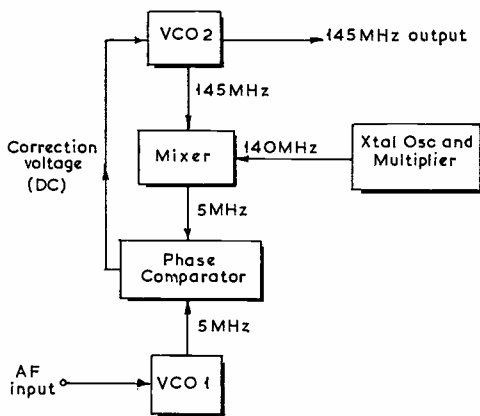 VCO 2
145MHz output
145MHz
Correction
voltage
(DC)
Mixer
140MHz
Xtal Osc and
Multiplier
5MHz
Phase
Comparator
5MHz
AF
input
VCO 1